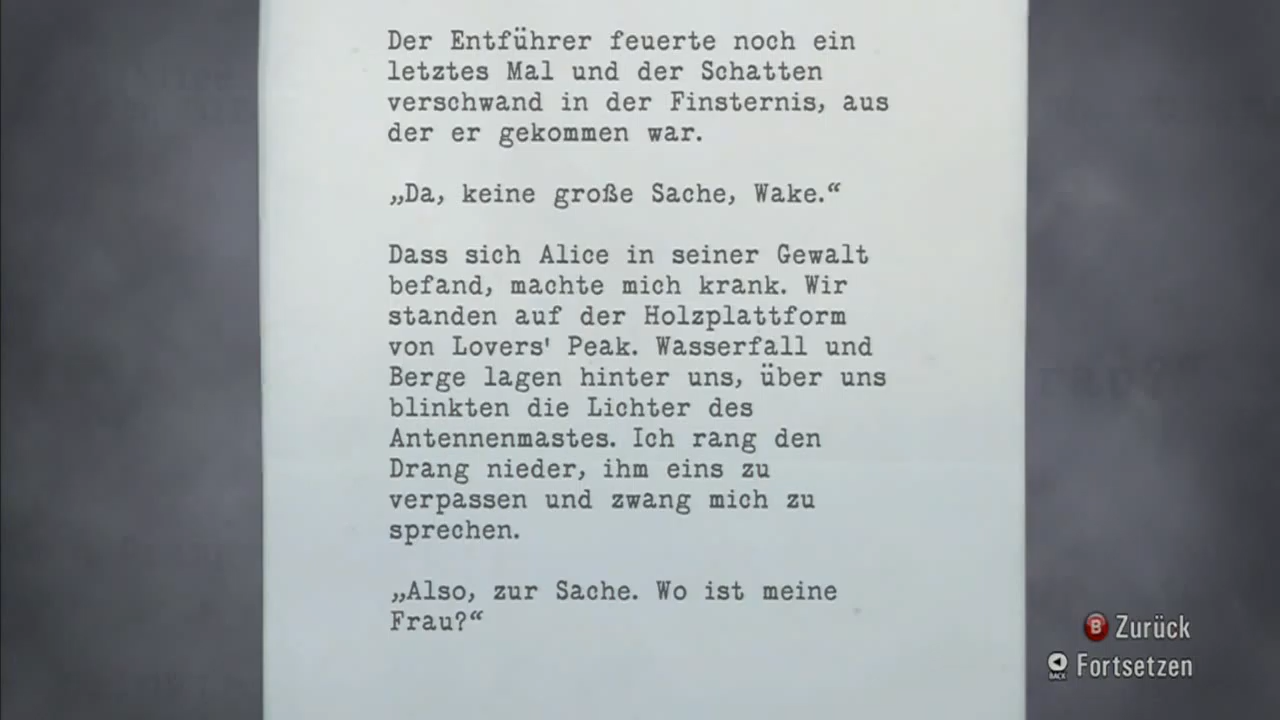 Der Entführer feuerte noch ein
letztes Mal und der Schatten
verschwand in der Finsternis, aus
der er gekommen war.
„Da, keine große Sache, Wake.“
Dass sich Alice in seiner Gewalt
befand, machte mich krank. Wir
standen auf der Holzplattform
von Lovers' Peak. Wasserfall und
Berge lagen hinter uns, über uns
blinkten die Lichter des
Antennenmastes. Ich rang den
Drang nieder, ihm eins zu
verpassen und zwang mich zu
sprechen.
„Also, zur Sache. Wo ist meine
Frau?“
B Zurück
BACK Fortsetzen